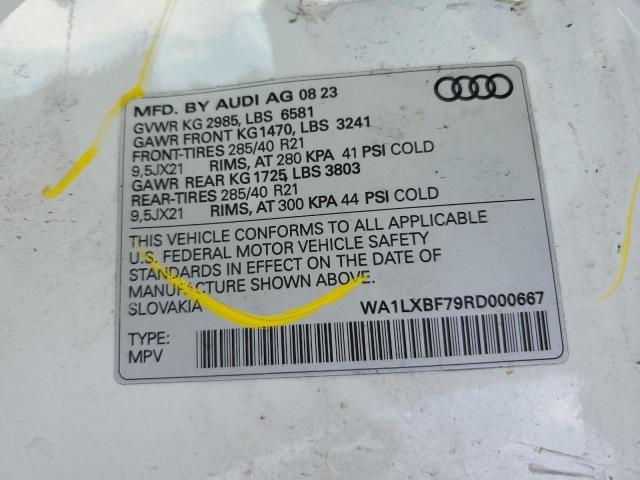 MFD. BY AUDI AG 08 23
GVWR KG 2985, LBS 6581
GAWR FRONT KG 1470, LBS 3241
FRONT-TIRES 285/40 R21
9,5JX21 RIMS, AT 280 KPA 41 PSI COLD
GAWR REAR KG 1725, LBS 3803
REAR-TIRES 285/40 R21
9,5JX21 RIMS, AT 300 KPA 44 PSI COLD
THIS VEHICLE CONFORMS TO ALL APPLICABLE
U.S. FEDERAL MOTOR VEHICLE SAFETY
STANDARDS IN EFFECT ON THE DATE OF
MANUFACTURE SHOWN ABOVE.
SLOVAKIA WA1LXBF79RD000667
TYPE:
MPV